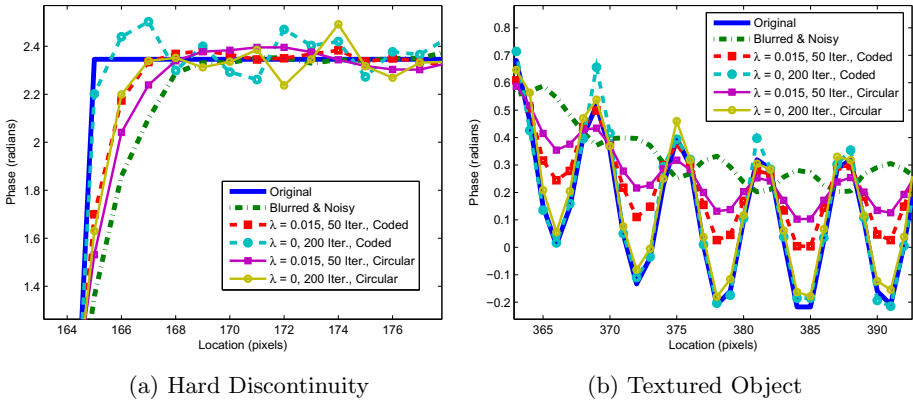 2.4
2.2
2
1.8
1.6
1.4
Phase (radians)
Original
Blurred & Noisy
λ = 0.015, 50 Iter., Coded
λ = 0, 200 Iter., Coded
λ = 0.015, 50 Iter., Circular
λ = 0, 200 Iter., Circular
164 166 168 170 172 174 176
Location (pixels)
(a) Hard Discontinuity
0.8
0.7
0.6
0.5
0.4
0.3
0.2
0.1
0
−0.1
−0.2
Phase (radians)
Original
Blurred & Noisy
λ = 0.015, 50 Iter., Coded
λ = 0, 200 Iter., Coded
λ = 0.015, 50 Iter., Circular
λ = 0, 200 Iter., Circular
365 370 375 380 385 390
Location (pixels)
(b) Textured Object